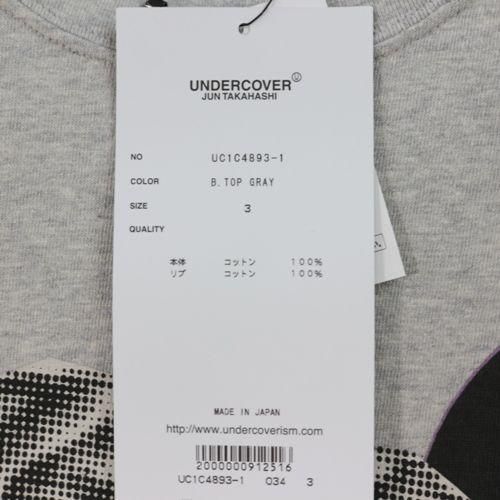 UNDERCOVER U
JUN TAKAHASHI
NO UC1C4893-1
COLOR B.TOP GRAY
SIZE 3
QUALITY
本体 コットン 100%
リブ コットン 100%
MADE IN JAPAN
http://www.undercoverism.com/
2000000912516
UC1C4893-1 034 3